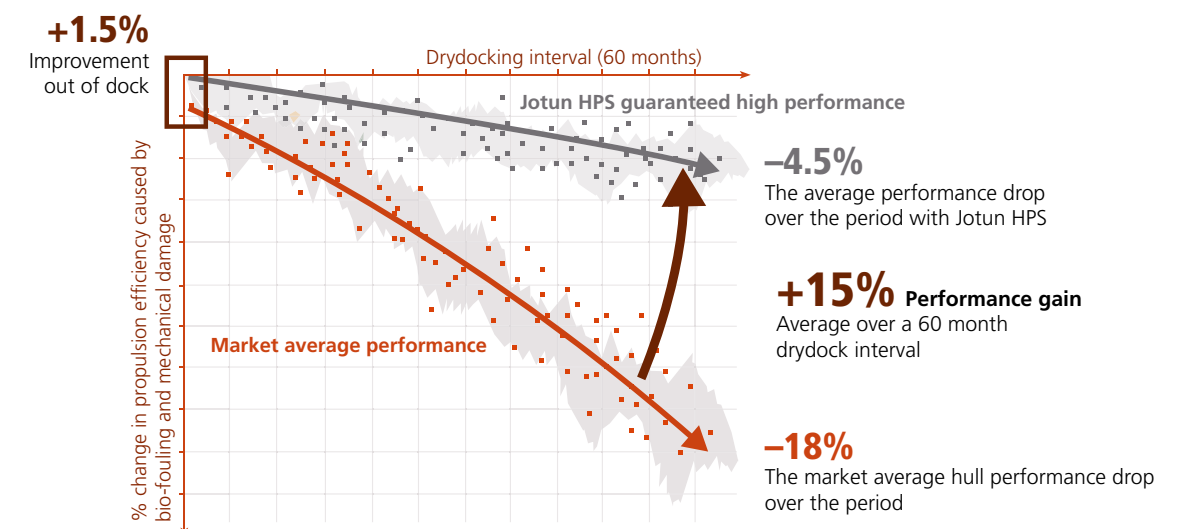 +1.5%
Improvement
out of dock
Drydocking interval (60 months)
Jotun HPS guaranteed high performance
–4.5%
The average performance drop
over the period with Jotun HPS
+15% Performance gain
Average over a 60 month
drydock interval
Market average performance
–18%
The market average hull performance drop
over the period
% change in propulsion efficiency caused by
bio-fouling and mechanical damage